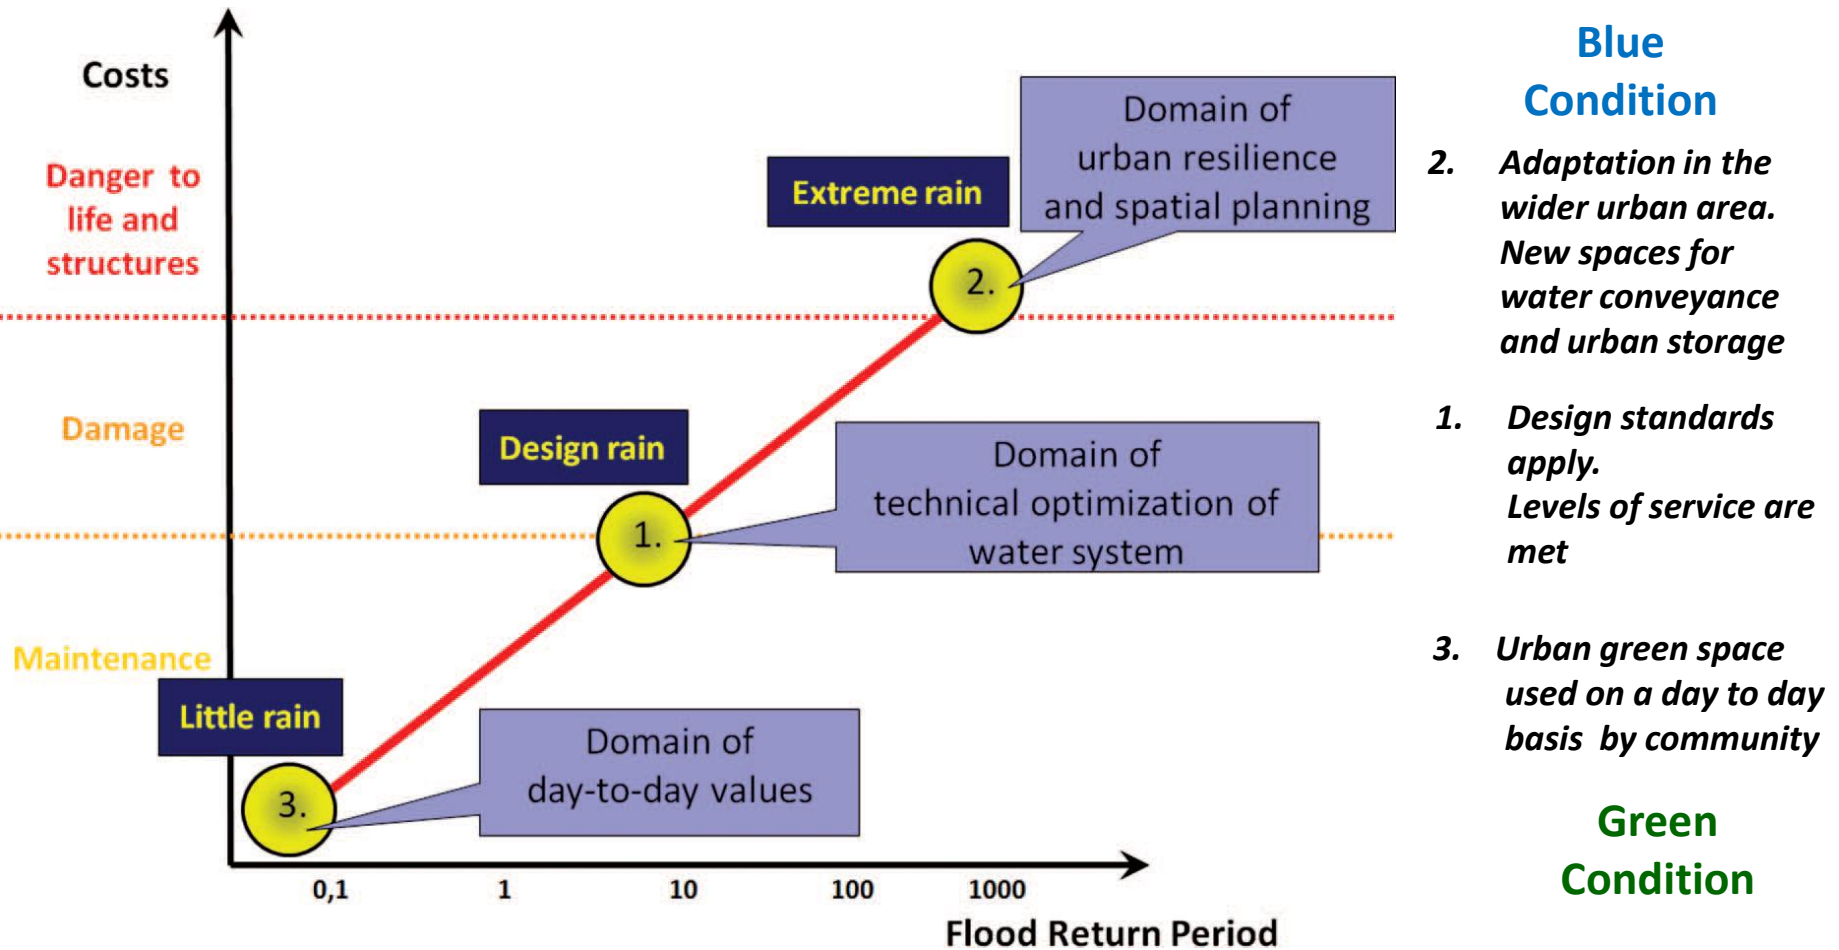 Costs
Danger to
life and
structures
Damage
Maintenance
Extreme rain
Domain of
urban resilience
and spatial planning
2.
Design rain
Domain of
technical optimization of
water system
1.
Little rain
Domain of
day-to-day values
3.
0,1
1
10
100
1000
Flood Return Period
Blue
Condition
2. Adaptation in the
wider urban area.
New spaces for
water conveyance
and urban storage
1. Design standards
apply.
Levels of service are
met
3. Urban green space
used on a day to day
basis by community
Green
Condition